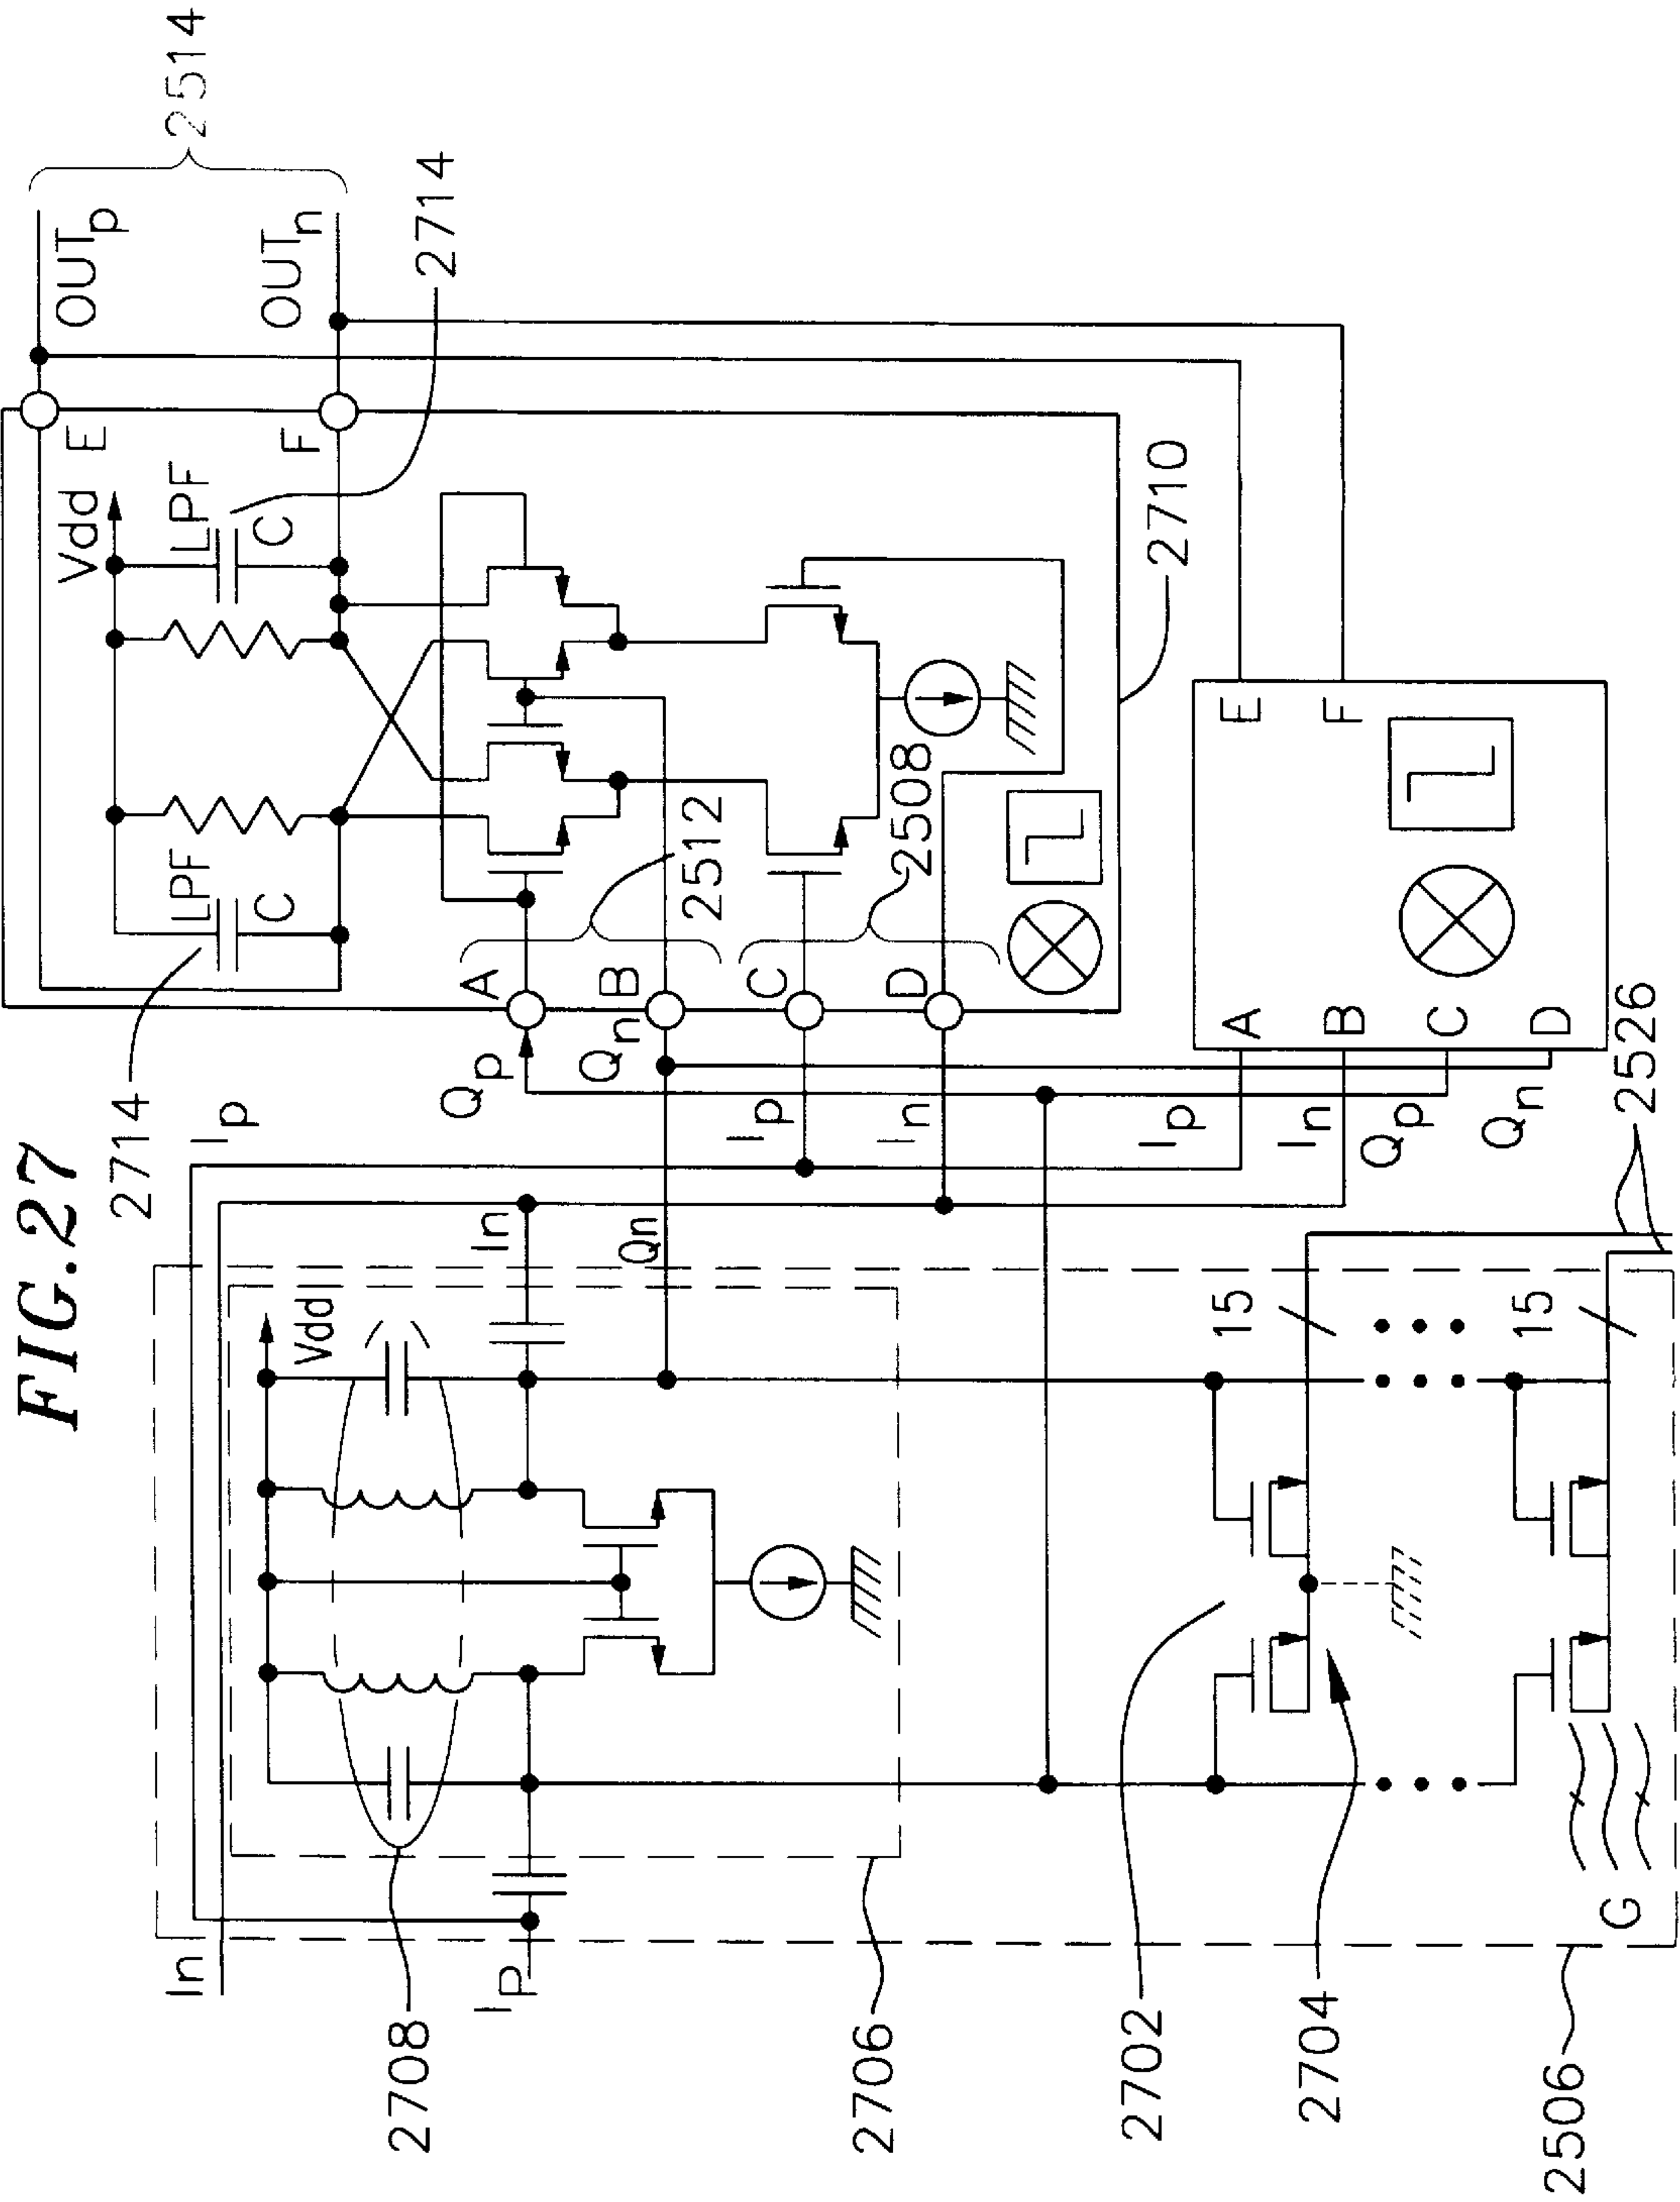 FIG.27
2714
Ip
Vdd
LPF
C
LPF
C
E
F
OUTp
OUTn
2514
2714
In
Qn
Qp
Qn
Ip
In
A
B
C
D
2512
2508
2710
Vdd
In
IP
2708
2706
Ip
In
Qp
Qn
A
B
C
D
E
F
2526
15
15
2702
2704
G
2506